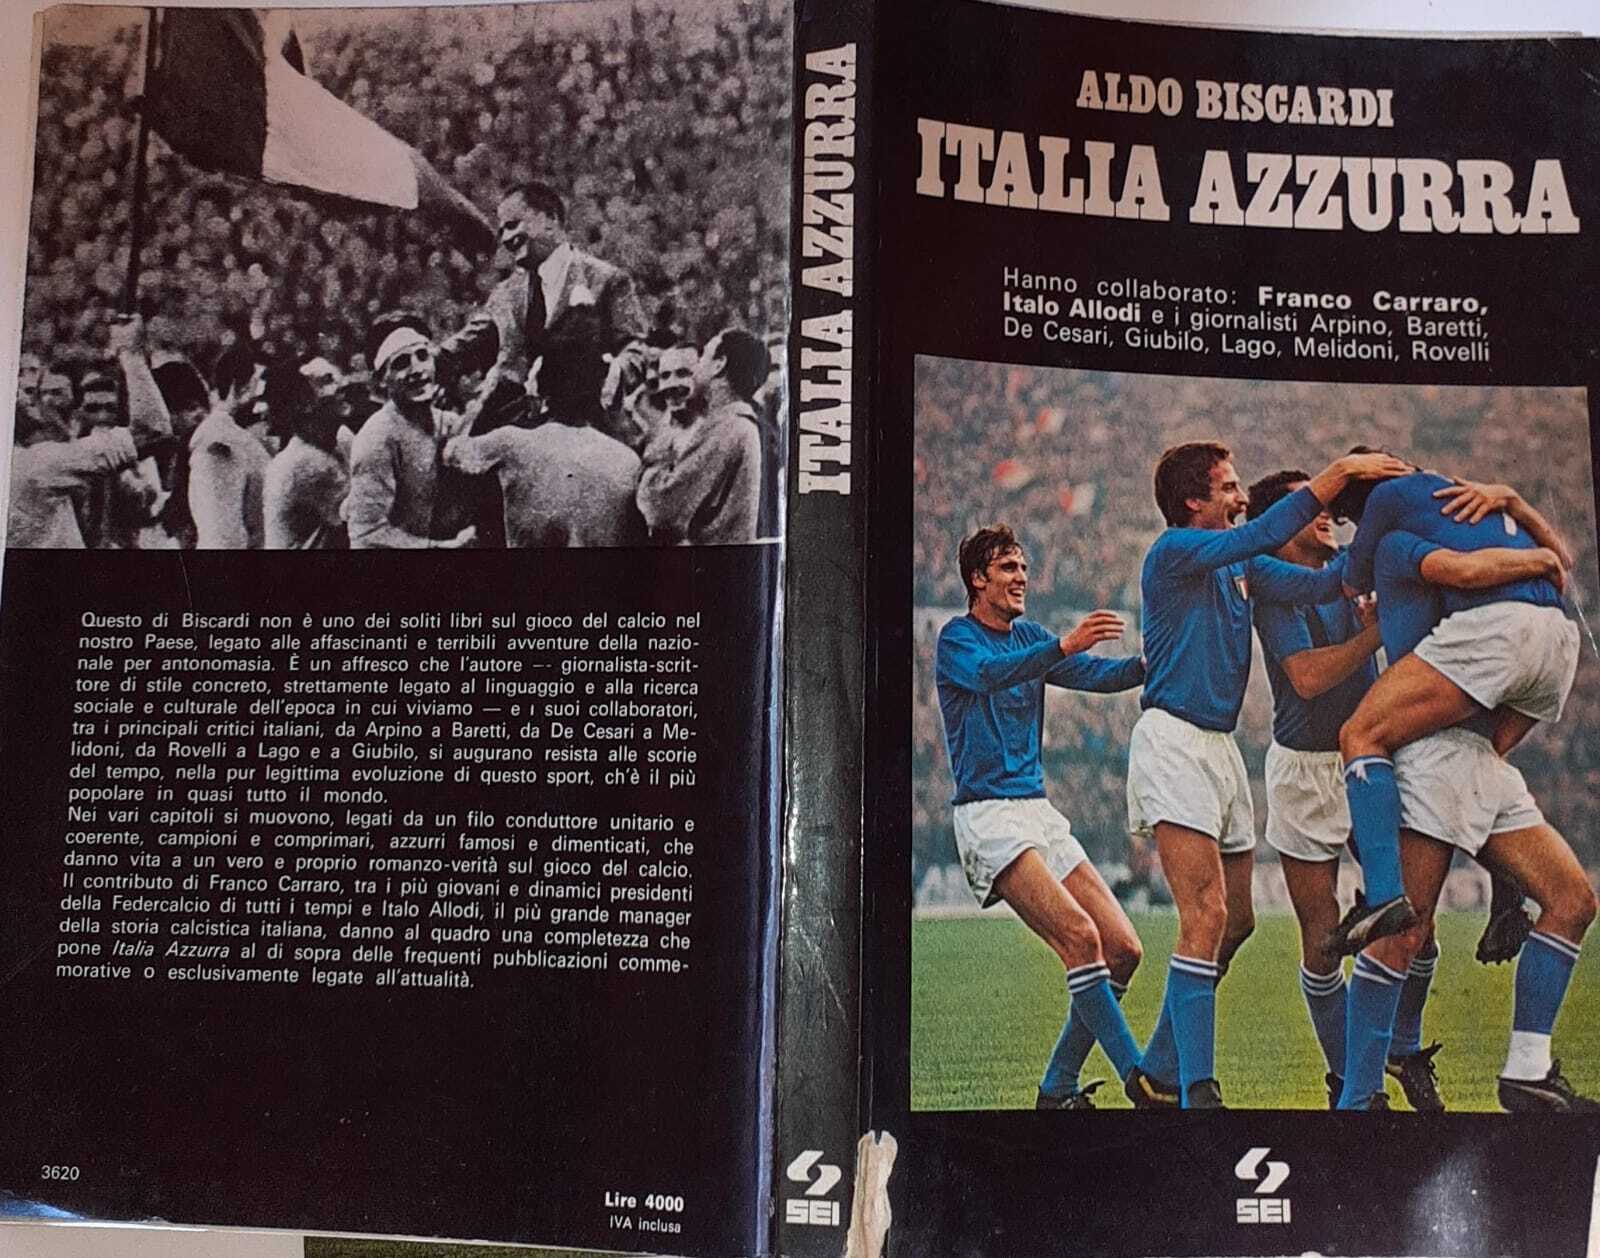 Questo di Biscardi non è uno dei soliti libri sul gioco del calcio nel
nostro Paese, legato alle affascinanti e terribili avventure della nazio-
nale per antonomasia. È un affresco che l'autore — giornalista-scrit-
tore di stile concreto, strettamente legato al linguaggio e alla ricerca
sociale e culturale dell'epoca in cui viviamo — e i suoi collaboratori,
tra i principali critici italiani, da Arpino a Baretti, da De Cesari a Me-
lidoni, da Rovelli a Lago e a Giubilo, si augurano resista alle scorie
del tempo, nella pur legittima evoluzione di questo sport, ch'è il più
popolare in quasi tutto il mondo.
Nei vari capitoli si muovono, legati da un filo conduttore unitario e
coerente, campioni e comprimari, azzurri famosi e dimenticati, che
danno vita a un vero e proprio romanzo-verità sul gioco del calcio.
Il contributo di Franco Carraro, tra i più giovani e dinamici presidenti
della Federcalcio di tutti i tempi e Italo Allodi, il più grande manager
della storia calcistica italiana, danno al quadro una completezza che
pone Italia Azzurra al di sopra delle frequenti pubblicazioni comme-
morative o esclusivamente legate all'attualità.
3620
Lire 4000
IVA inclusa
ITALIA AZZURRA
SEI
ALDO BISCARDI
ITALIA AZZURRA
Hanno collaborato: Franco Carraro,
Italo Allodi e i giornalisti Arpino, Baretti,
De Cesari, Giubilo, Lago, Melidoni, Rovelli
SEI